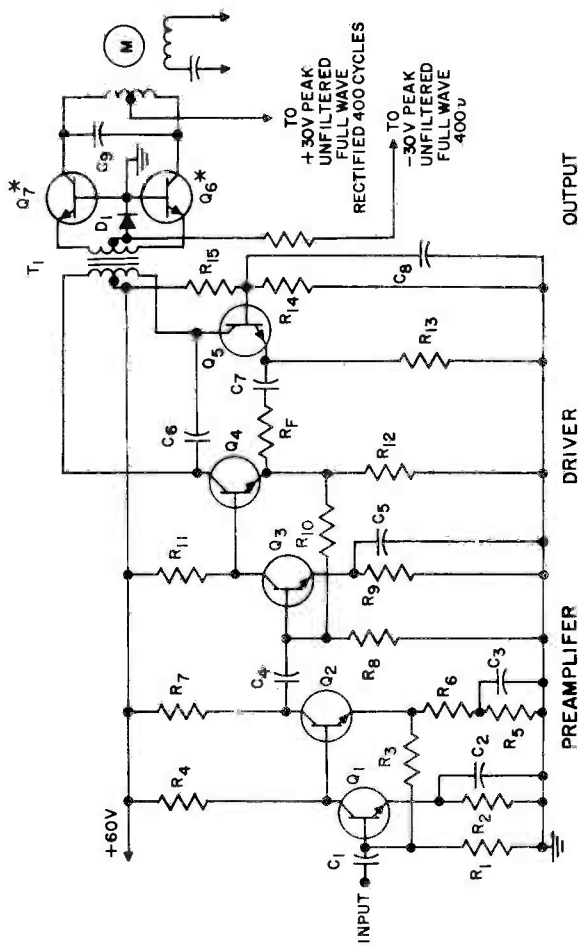 +60V
R4
R7
R11
T1
Q7*
C9
M
D1
Q6*
C6
R15
Q5
Q4
C7
RF
R14
C8
TO
+30V PEAK
UNFILTERED
FULL WAVE
RECTIFIED 400 CYCLES
TO
-30V PEAK
UNFILTERED
FULL WAVE
400υ
C4
Q2
Q3
R10
Q1
R3
R8
R9
C5
R12
R13
INPUT
C1
R1
R2
C2
R6
R5
C3
PREAMPLIFER
DRIVER
OUTPUT